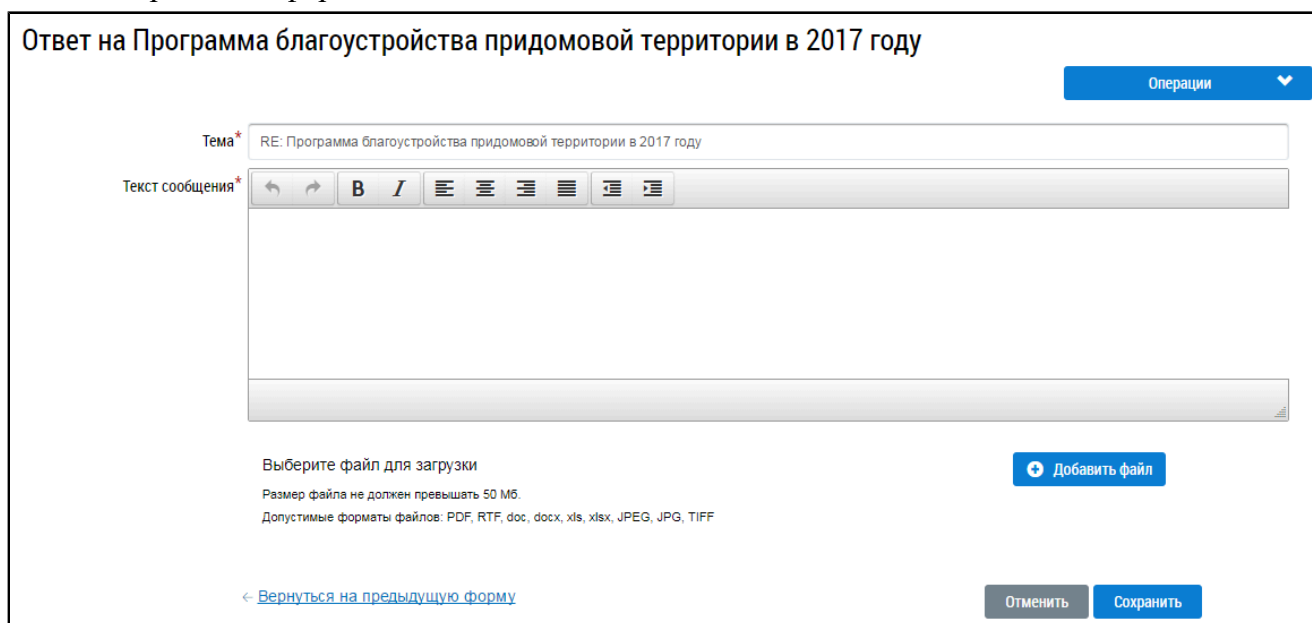 Ответ на Программа благоустройства придомовой территории в 2017 году
Операции
Тема*
RE: Программа благоустройства придомовой территории в 2017 году
Текст сообщения*
B I
Выберите файл для загрузки
Добавить файл
Размер файла не должен превышать 50 Мб.
Допустимые форматы файлов: PDF, RTF, doc, docx, xls, xlsx, JPEG, JPG, TIFF
← Вернуться на предыдущую форму
Отменить
Сохранить